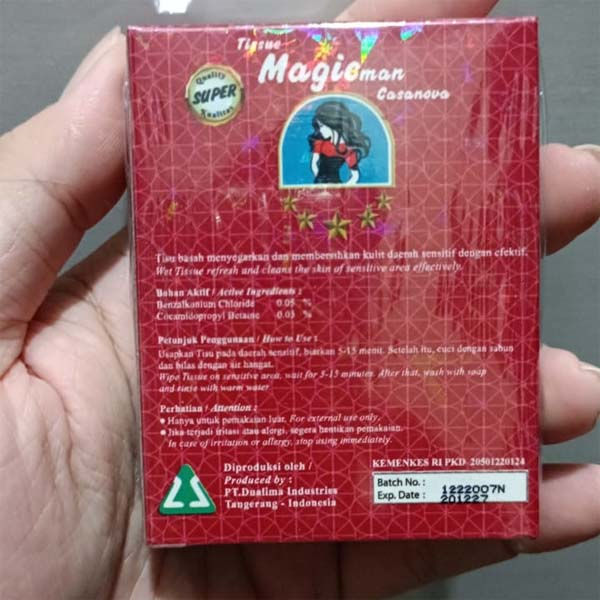 Tissue
Magic man
Casanova
Quality
SUPER
Kualitas
Tisu basah menyegarkan dan membersihkan kulit daerah sensitif dengan efektif.
Wet Tissue refresh and cleans the skin of sensitive area effectively.
Bahan Aktif / Active Ingredients :
Benzalkonium Chloride 0.05 %
Cocamidopropyl Betaine 0.03 %
Petunjuk Penggunaan / How to Use :
Usapkan Tisu pada daerah sensitif, biarkan 5-15 menit. Setelah itu, cuci dengan sabun
dan bilas dengan air hangat.
Wipe Tissue on sensitive area, wait for 5-15 minutes. After that, wash with soap
and rinse with warm water
Perhatian / Attention :
● Hanya untuk pemakaian luar. For external use only.
● Jika terjadi iritasi atau alergi, segera hentikan pemakaian.
In case of irritation or allergy, stop using immediately.
Diproduksi oleh /
Produced by :
PT.Dualima Industries
Tangerang - Indonesia
KEMENKES RI PKD 20501220124
Batch No. : 1222007N
Exp. Date : 201227